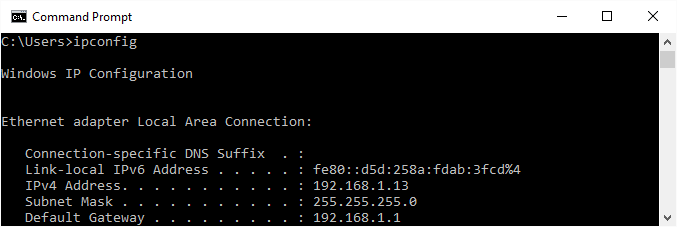 Command Prompt
C:\Users>ipconfig
Windows IP Configuration
Ethernet adapter Local Area Connection:
Connection-specific DNS Suffix  . :
Link-local IPv6 Address . . . . . : fe80::d5d:258a:fdab:3fcd%4
IPv4 Address. . . . . . . . . . . : 192.168.1.13
Subnet Mask . . . . . . . . . . . : 255.255.255.0
Default Gateway . . . . . . . . . : 192.168.1.1